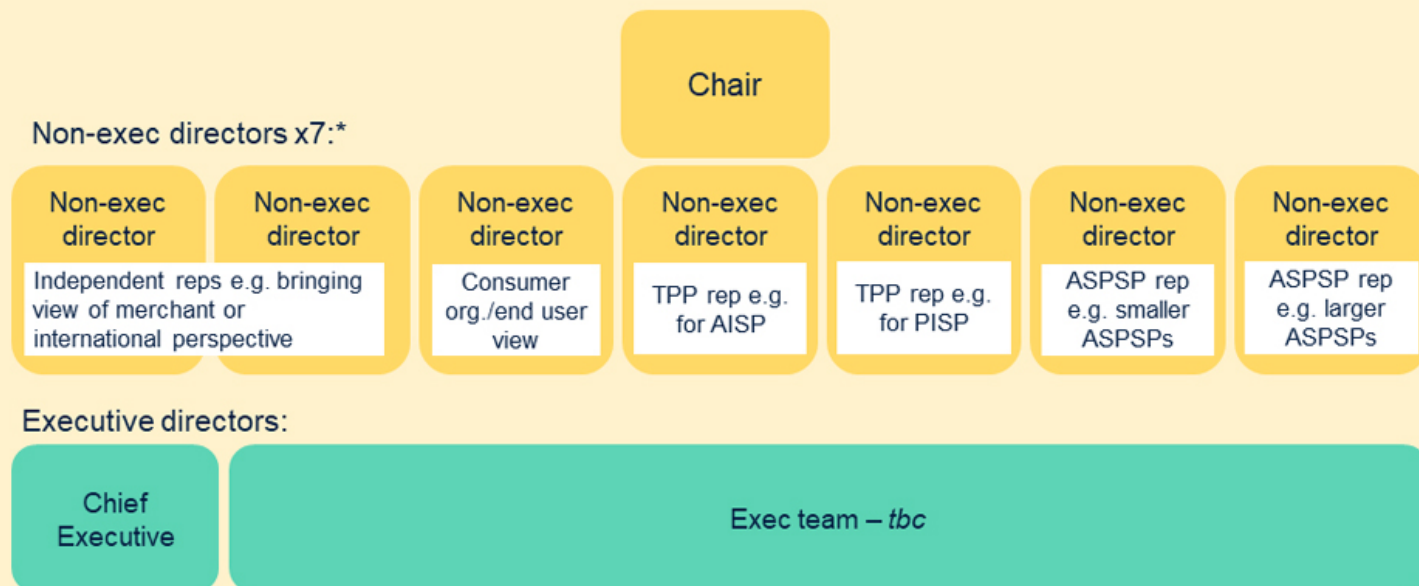 Chair
Non-exec directors x7:*
Non-exec
director
Non-exec
director
Independent reps e.g. bringing
view of merchant or
international perspective
Non-exec
director
Consumer
org./end user
view
Non-exec
director
TPP rep e.g.
for AISP
Non-exec
director
TPP rep e.g.
for PISP
Non-exec
director
ASPSP rep
e.g. smaller
ASPSPs
Non-exec
director
ASPSP rep
e.g. larger
ASPSPs
Executive directors:
Chief
Executive
Exec team – tbc